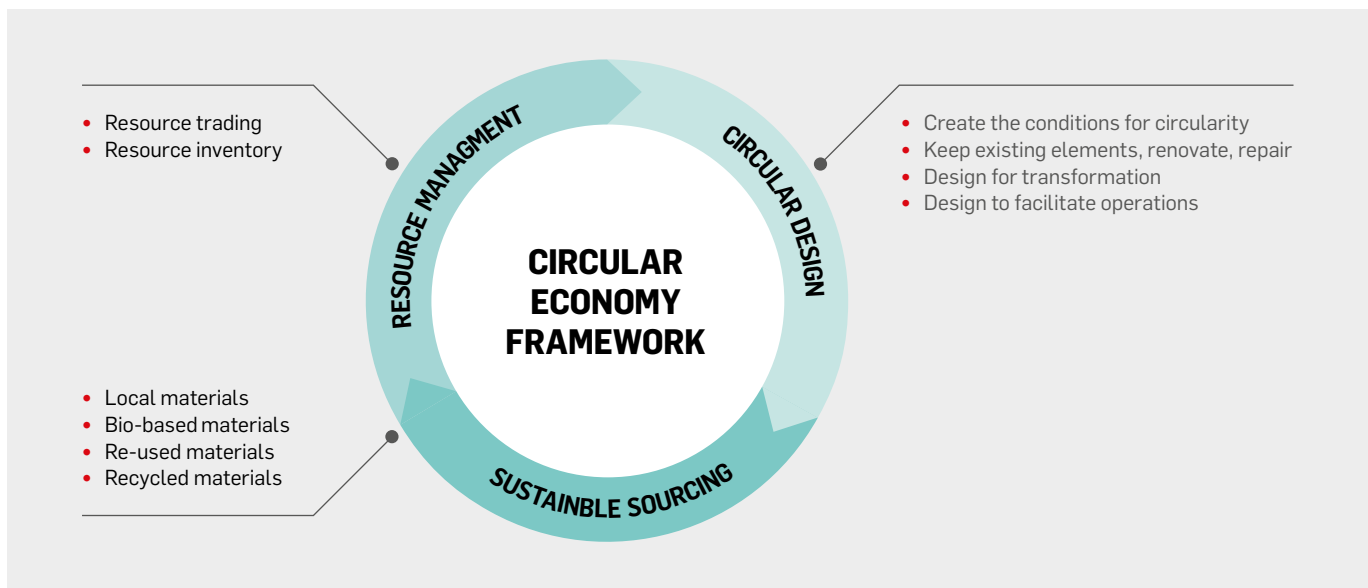 • Resource trading
• Resource inventory
RESOURCE MANAGMENT
CIRCULAR DESIGN
• Create the conditions for circularity
• Keep existing elements, renovate, repair
• Design for transformation
• Design to facilitate operations
CIRCULAR
ECONOMY
FRAMEWORK
• Local materials
• Bio-based materials
• Re-used materials
• Recycled materials
SUSTAINBLE SOURCING